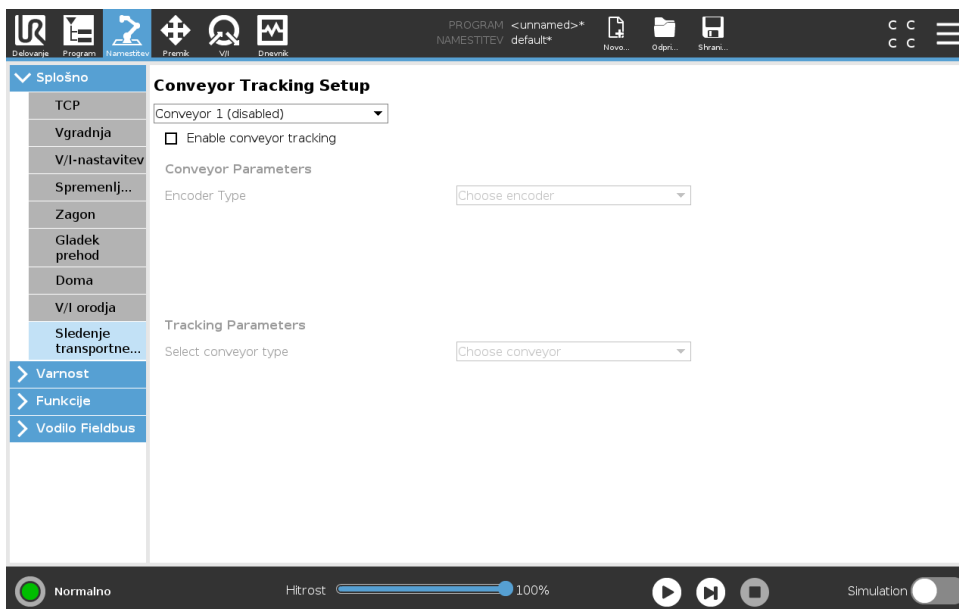 UR
PROGRAM <unnamed>*
NAMESTITEV default*
C C
C C
Delovanje Program Namestitev Premik V/I Dnevnik Novo... Odpri... Shrani...
Splošno
TCP
Vgradnja
V/I-nastavitev
Spremenlj...
Zagon
Gladek
prehod
Doma
V/I orodja
Sledenje
transportne...
Varnost
Funkcije
Vodilo Fieldbus
Conveyor Tracking Setup
Conveyor 1 (disabled)
Enable conveyor tracking
Conveyor Parameters
Encoder Type Choose encoder
Tracking Parameters
Select conveyor type Choose conveyor
Normalno Hitrost 100% Simulation